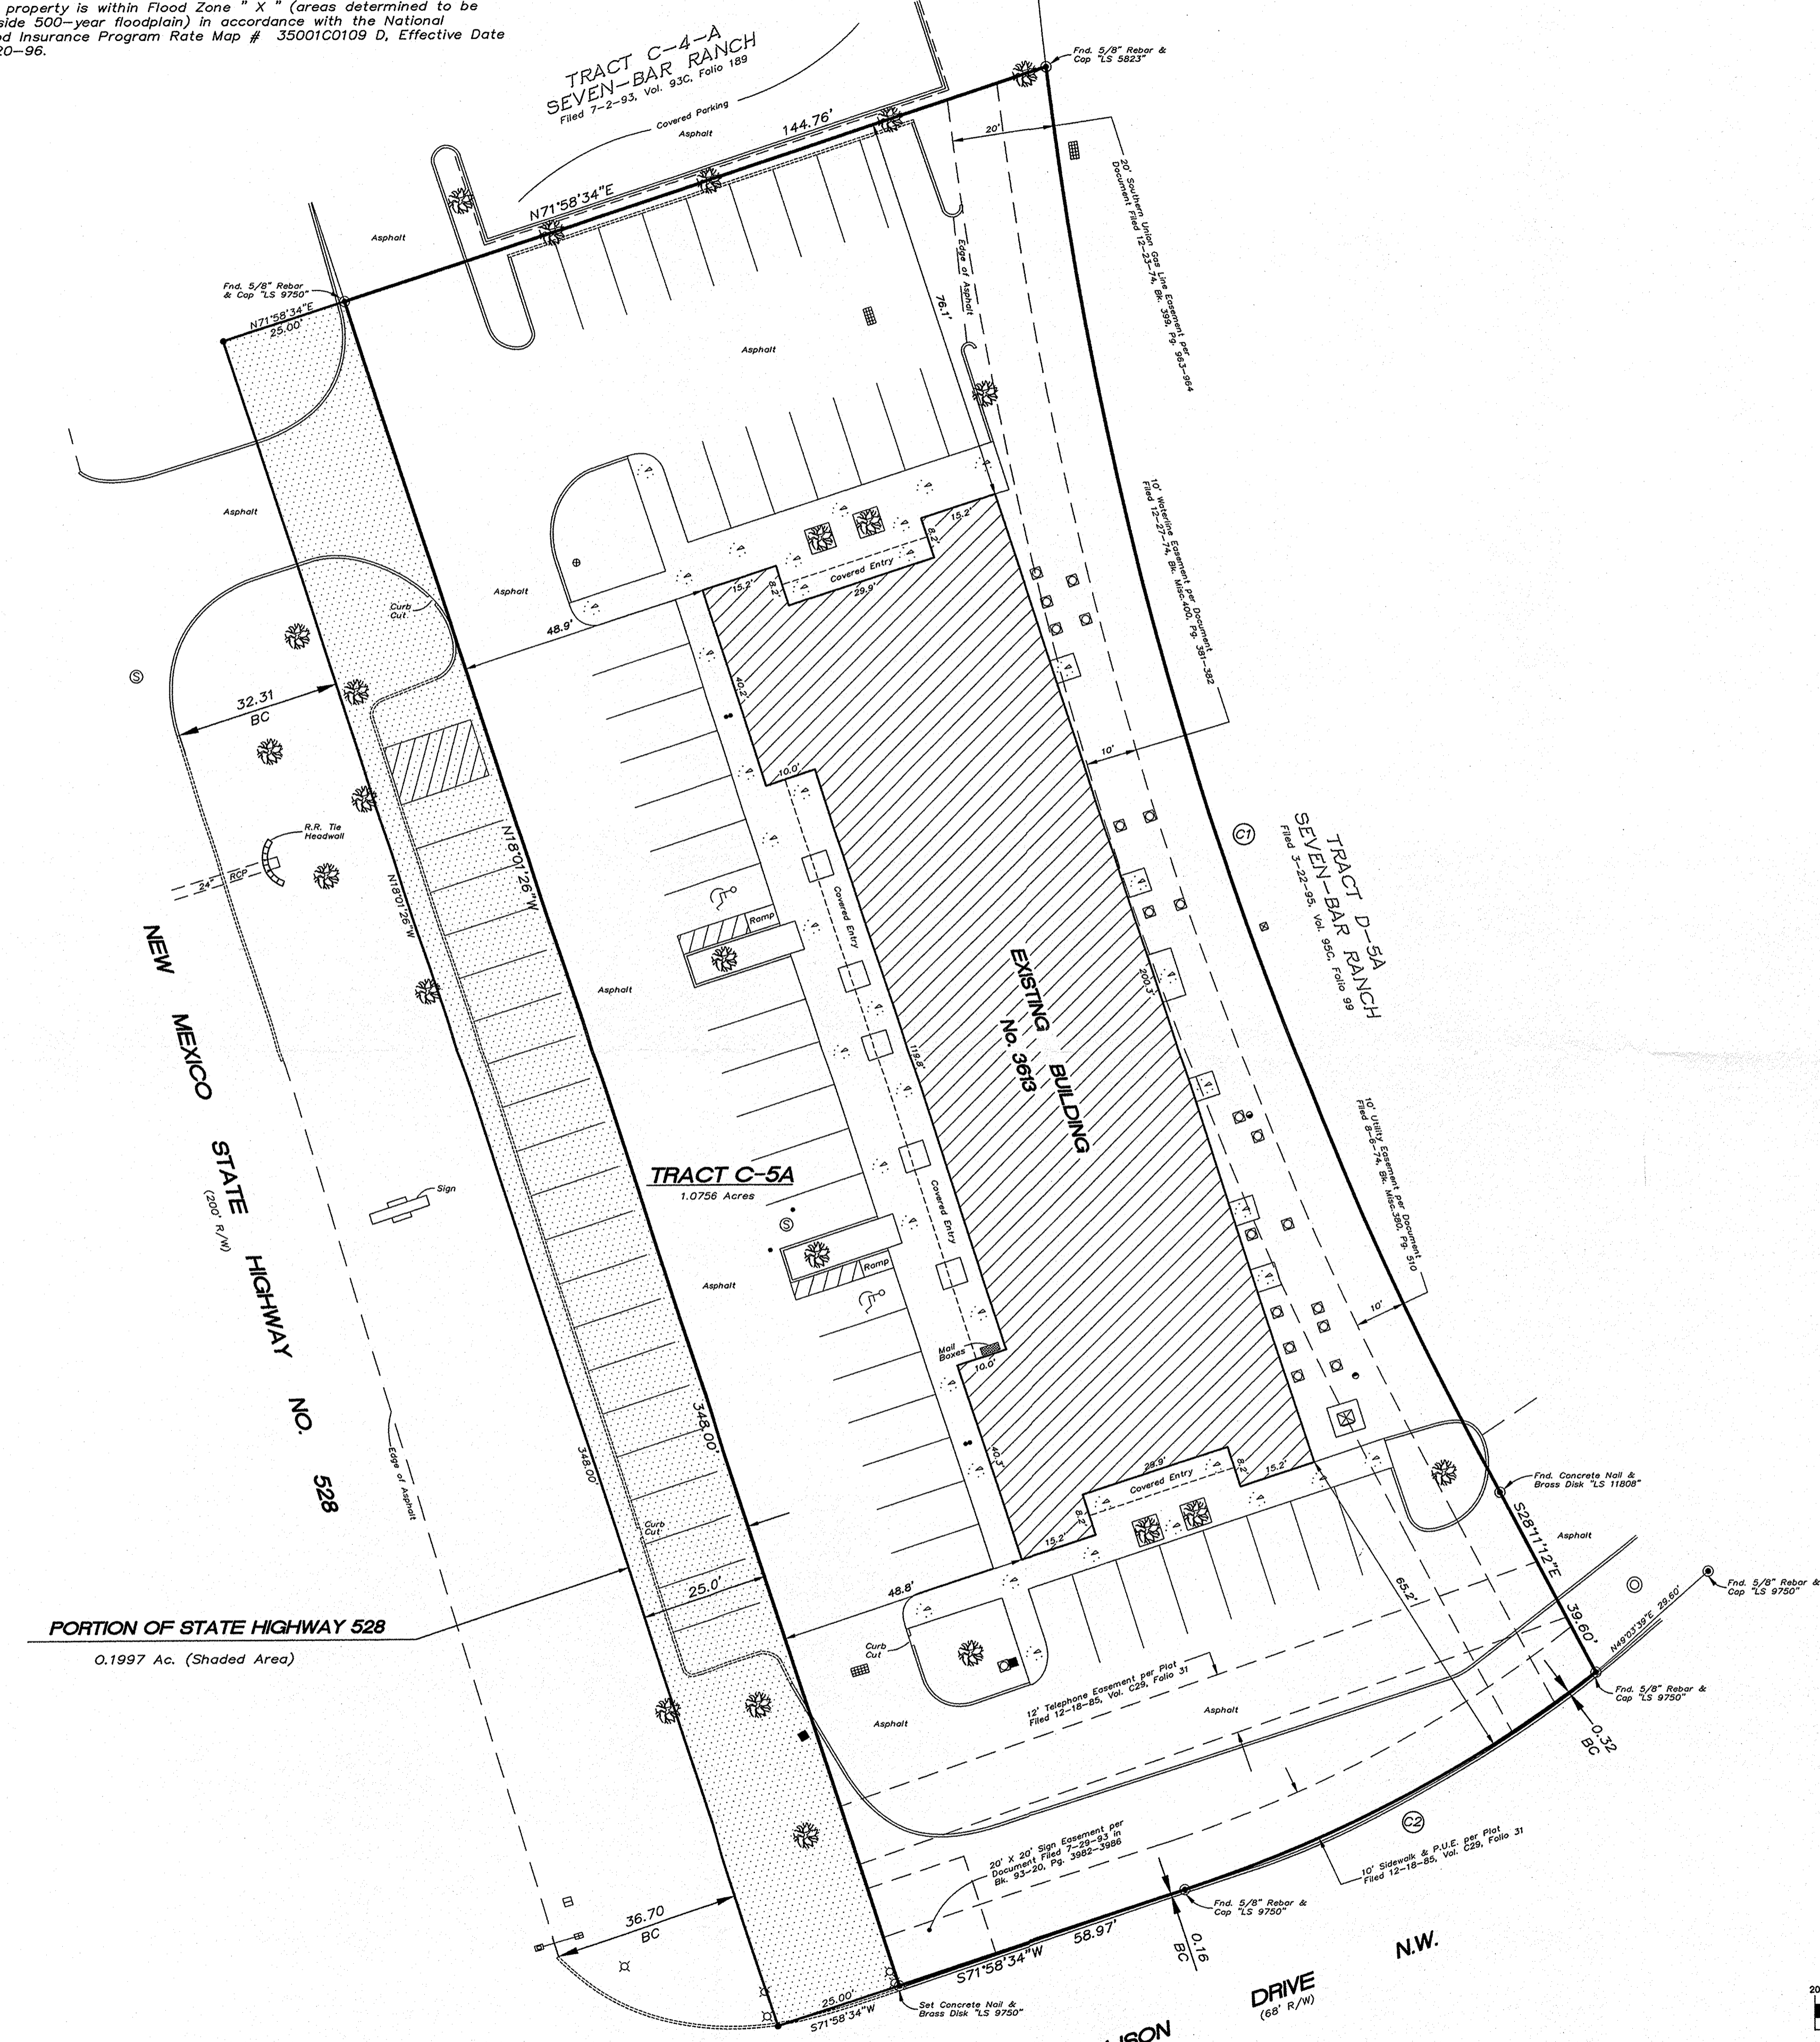 property is within Flood Zone " X " (areas determined to be
side 500-year floodplain) in accordance with the National
d Insurance Program Rate Map # 35001C0109 D, Effective Date
20-96.
TRACT C-4-A
SEVEN-BAR RANCH
Filed 7-2-93, Vol. 93C, Folio 189
Covered Parking
Asphalt
144.76'
N71°58'34"E
Fnd. 5/8" Rebar &
Cap "LS 5823"
20'
20' Southern Union Gas Line Easement per
Document Filed 12-23-74, Bk. 399, Pg. 963-964
Asphalt
Fnd. 5/8" Rebar
& Cap "LS 9750"
N71°58'34"E
25.00'
Edge of Asphalt
76.1'
Asphalt
Asphalt
10' Waterline Easement per Document
Filed 12-27-74, Bk. Misc.400, Pg. 381-382
15.2'
8.2'
Covered Entry
29.9'
8.2'
15.2'
Asphalt
Curb
Cut
48.9'
S
32.31
BC
40.2'
10.0'
10'
R.R. Tie
Headwall
24" RCP
N18°01'26"W
N18°01'26"W
Ramp
Covered Entry
C1
TRACT D-5A
SEVEN-BAR RANCH
Filed 3-22-95, Vol. 95C, Folio 99
EXISTING BUILDING
No. 3613
200.3'
119.8'
Asphalt
NEW MEXICO STATE HIGHWAY NO. 528
(200' R/W)
Sign
TRACT C-5A
1.0756 Acres
S
Covered Entry
Ramp
Asphalt
10' Utility Easement per Document
Filed 8-6-74, Bk. Misc.380, Pg. 510
10'
Mail
Boxes
10.0'
348.00'
348.00'
Edge of Asphalt
40.3'
29.9'
Covered Entry
8.2'
15.2'
8.2'
15.2'
Curb
Cut
25.0'
48.8'
65.2'
Fnd. Concrete Nail &
Brass Disk "LS 11808"
S28°11'12"E
39.60'
Asphalt
Fnd. 5/8" Rebar &
Cap "LS 9750"
N49°03'39"E 29.60'
Fnd. 5/8" Rebar &
Cap "LS 9750"
0.32
BC
PORTION OF STATE HIGHWAY 528
0.1997 Ac. (Shaded Area)
Curb
Cut
12' Telephone Easement per Plat
Filed 12-18-85, Vol. C29, Folio 31
Asphalt
Asphalt
C2
10' Sidewalk & P.U.E. per Plat
Filed 12-18-85, Vol. C29, Folio 31
20' X 20' Sign Easement per
Document Filed 7-29-93 in
Bk. 93-20, Pg. 3982-3986
Fnd. 5/8" Rebar &
Cap "LS 9750"
36.70
BC
58.97'
S71°58'34"W
0.16
BC
25.00'
S71°58'34"W
Set Concrete Nail &
Brass Disk "LS 9750"
DRIVE N.W.
(68' R/W)
20